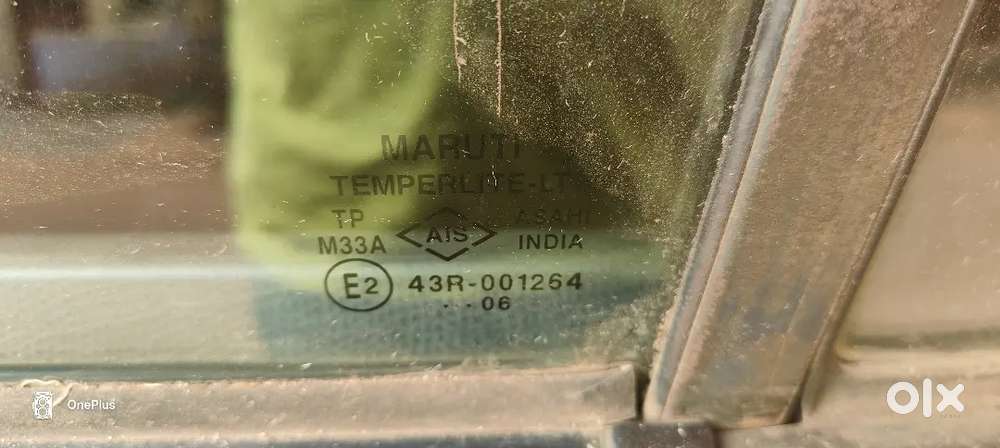 MARUTI
TEMPERLITE-LT
TP
M33A
AIS
ASAHI
INDIA
E2
43R-001264
...06
OnePlus
olx